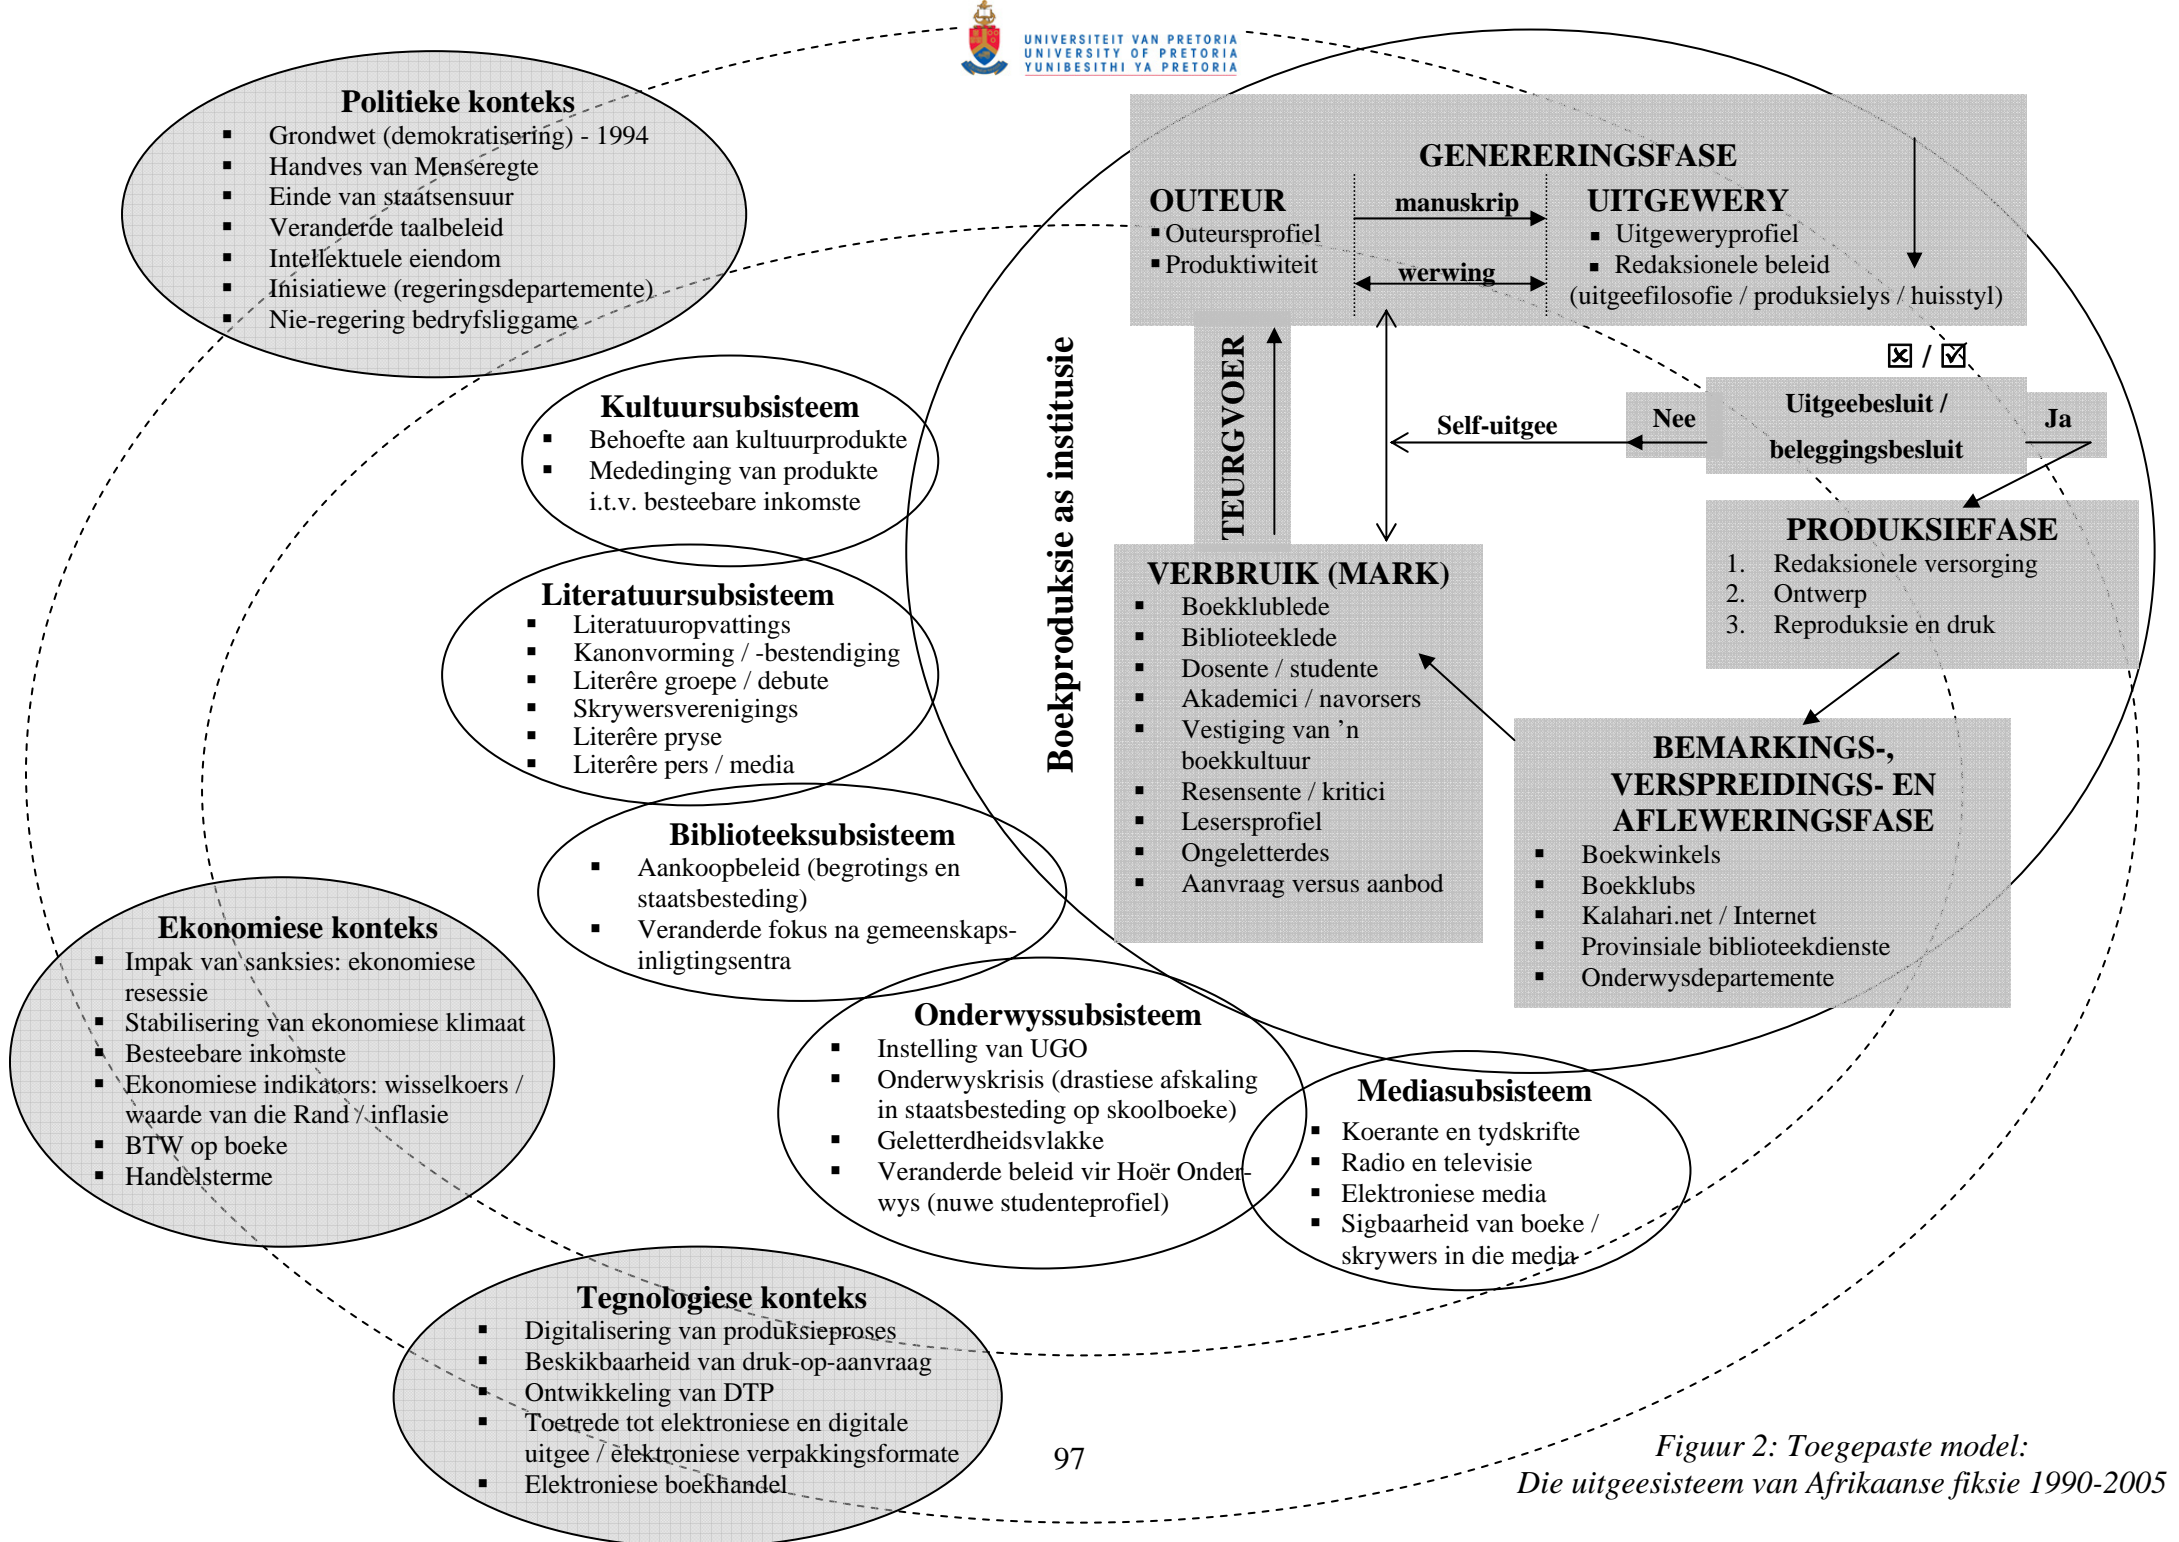 UNIVERSITEIT VAN PRETORIA
UNIVERSITY OF PRETORIA
YUNIBESITHI YA PRETORIA
Politieke konteks
▪ Grondwet (demokratisering) - 1994
▪ Handves van Menseregte
▪ Einde van staatsensuur
▪ Veranderde taalbeleid
▪ Intellektuele eiendom
▪ Inisiatiewe (regeringsdepartemente)
▪ Nie-regering bedryfsliggame
Kultuursubsisteem
▪ Behoefte aan kultuurprodukte
▪ Mededinging van produkte
i.t.v. besteebare inkomste
Literatuursubsisteem
▪ Literatuuropvattings
▪ Kanonvorming / -bestendiging
▪ Literêre groepe / debute
▪ Skrywersverenigings
▪ Literêre pryse
▪ Literêre pers / media
Biblioteeksubsisteem
▪ Aankoopbeleid (begrotings en
staatsbesteding)
▪ Veranderde fokus na gemeenskaps-
inligtingsentra
Ekonomiese konteks
▪ Impak van sanksies: ekonomiese
resessie
▪ Stabilisering van ekonomiese klimaat
▪ Besteebare inkomste
▪ Ekonomiese indikators: wisselkoers /
waarde van die Rand / inflasie
▪ BTW op boeke
▪ Handelsterme
Onderwyssubsisteem
▪ Instelling van UGO
▪ Onderwyskrisis (drastiese afskaling
in staatsbesteding op skoolboeke)
▪ Geletterdheidsvlakke
▪ Veranderde beleid vir Hoër Onder-
wys (nuwe studenteprofiel)
Mediasubsisteem
▪ Koerante en tydskrifte
▪ Radio en televisie
▪ Elektroniese media
▪ Sigbaarheid van boeke /
skrywers in die media
Tegnologiese konteks
▪ Digitalisering van produksieproses
▪ Beskikbaarheid van druk-op-aanvraag
▪ Ontwikkeling van DTP
▪ Toetrede tot elektroniese en digitale
uitgee / elektroniese verpakkingsformate
▪ Elektroniese boekhandel
Boekproduksie as institusie
GENERERINGSFASE
OUTEUR
▪ Outeursprofiel
▪ Produktiwiteit
manuskrip
werwing
UITGEWERY
▪ Uitgeweryprofiel
▪ Redaksionele beleid
(uitgeefilosofie / produksielys / huisstyl)
☒ / ☑
Uitgeebesluit /
beleggingsbesluit
Nee
Ja
Self-uitgee
TEURGVOER
PRODUKSIEFASE
1. Redaksionele versorging
2. Ontwerp
3. Reproduksie en druk
VERBRUIK (MARK)
▪ Boekklublede
▪ Biblioteeklede
▪ Dosente / studente
▪ Akademici / navorsers
▪ Vestiging van ’n
boekkultuur
▪ Resensente / kritici
▪ Lesersprofiel
▪ Ongeletterdes
▪ Aanvraag versus aanbod
BEMARKINGS-,
VERSPREIDINGS- EN
AFLEWERINGSFASE
▪ Boekwinkels
▪ Boekklubs
▪ Kalahari.net / Internet
▪ Provinsiale biblioteekdienste
▪ Onderwysdepartemente
97
Figuur 2: Toegepaste model:
Die uitgeesisteem van Afrikaanse fiksie 1990-2005